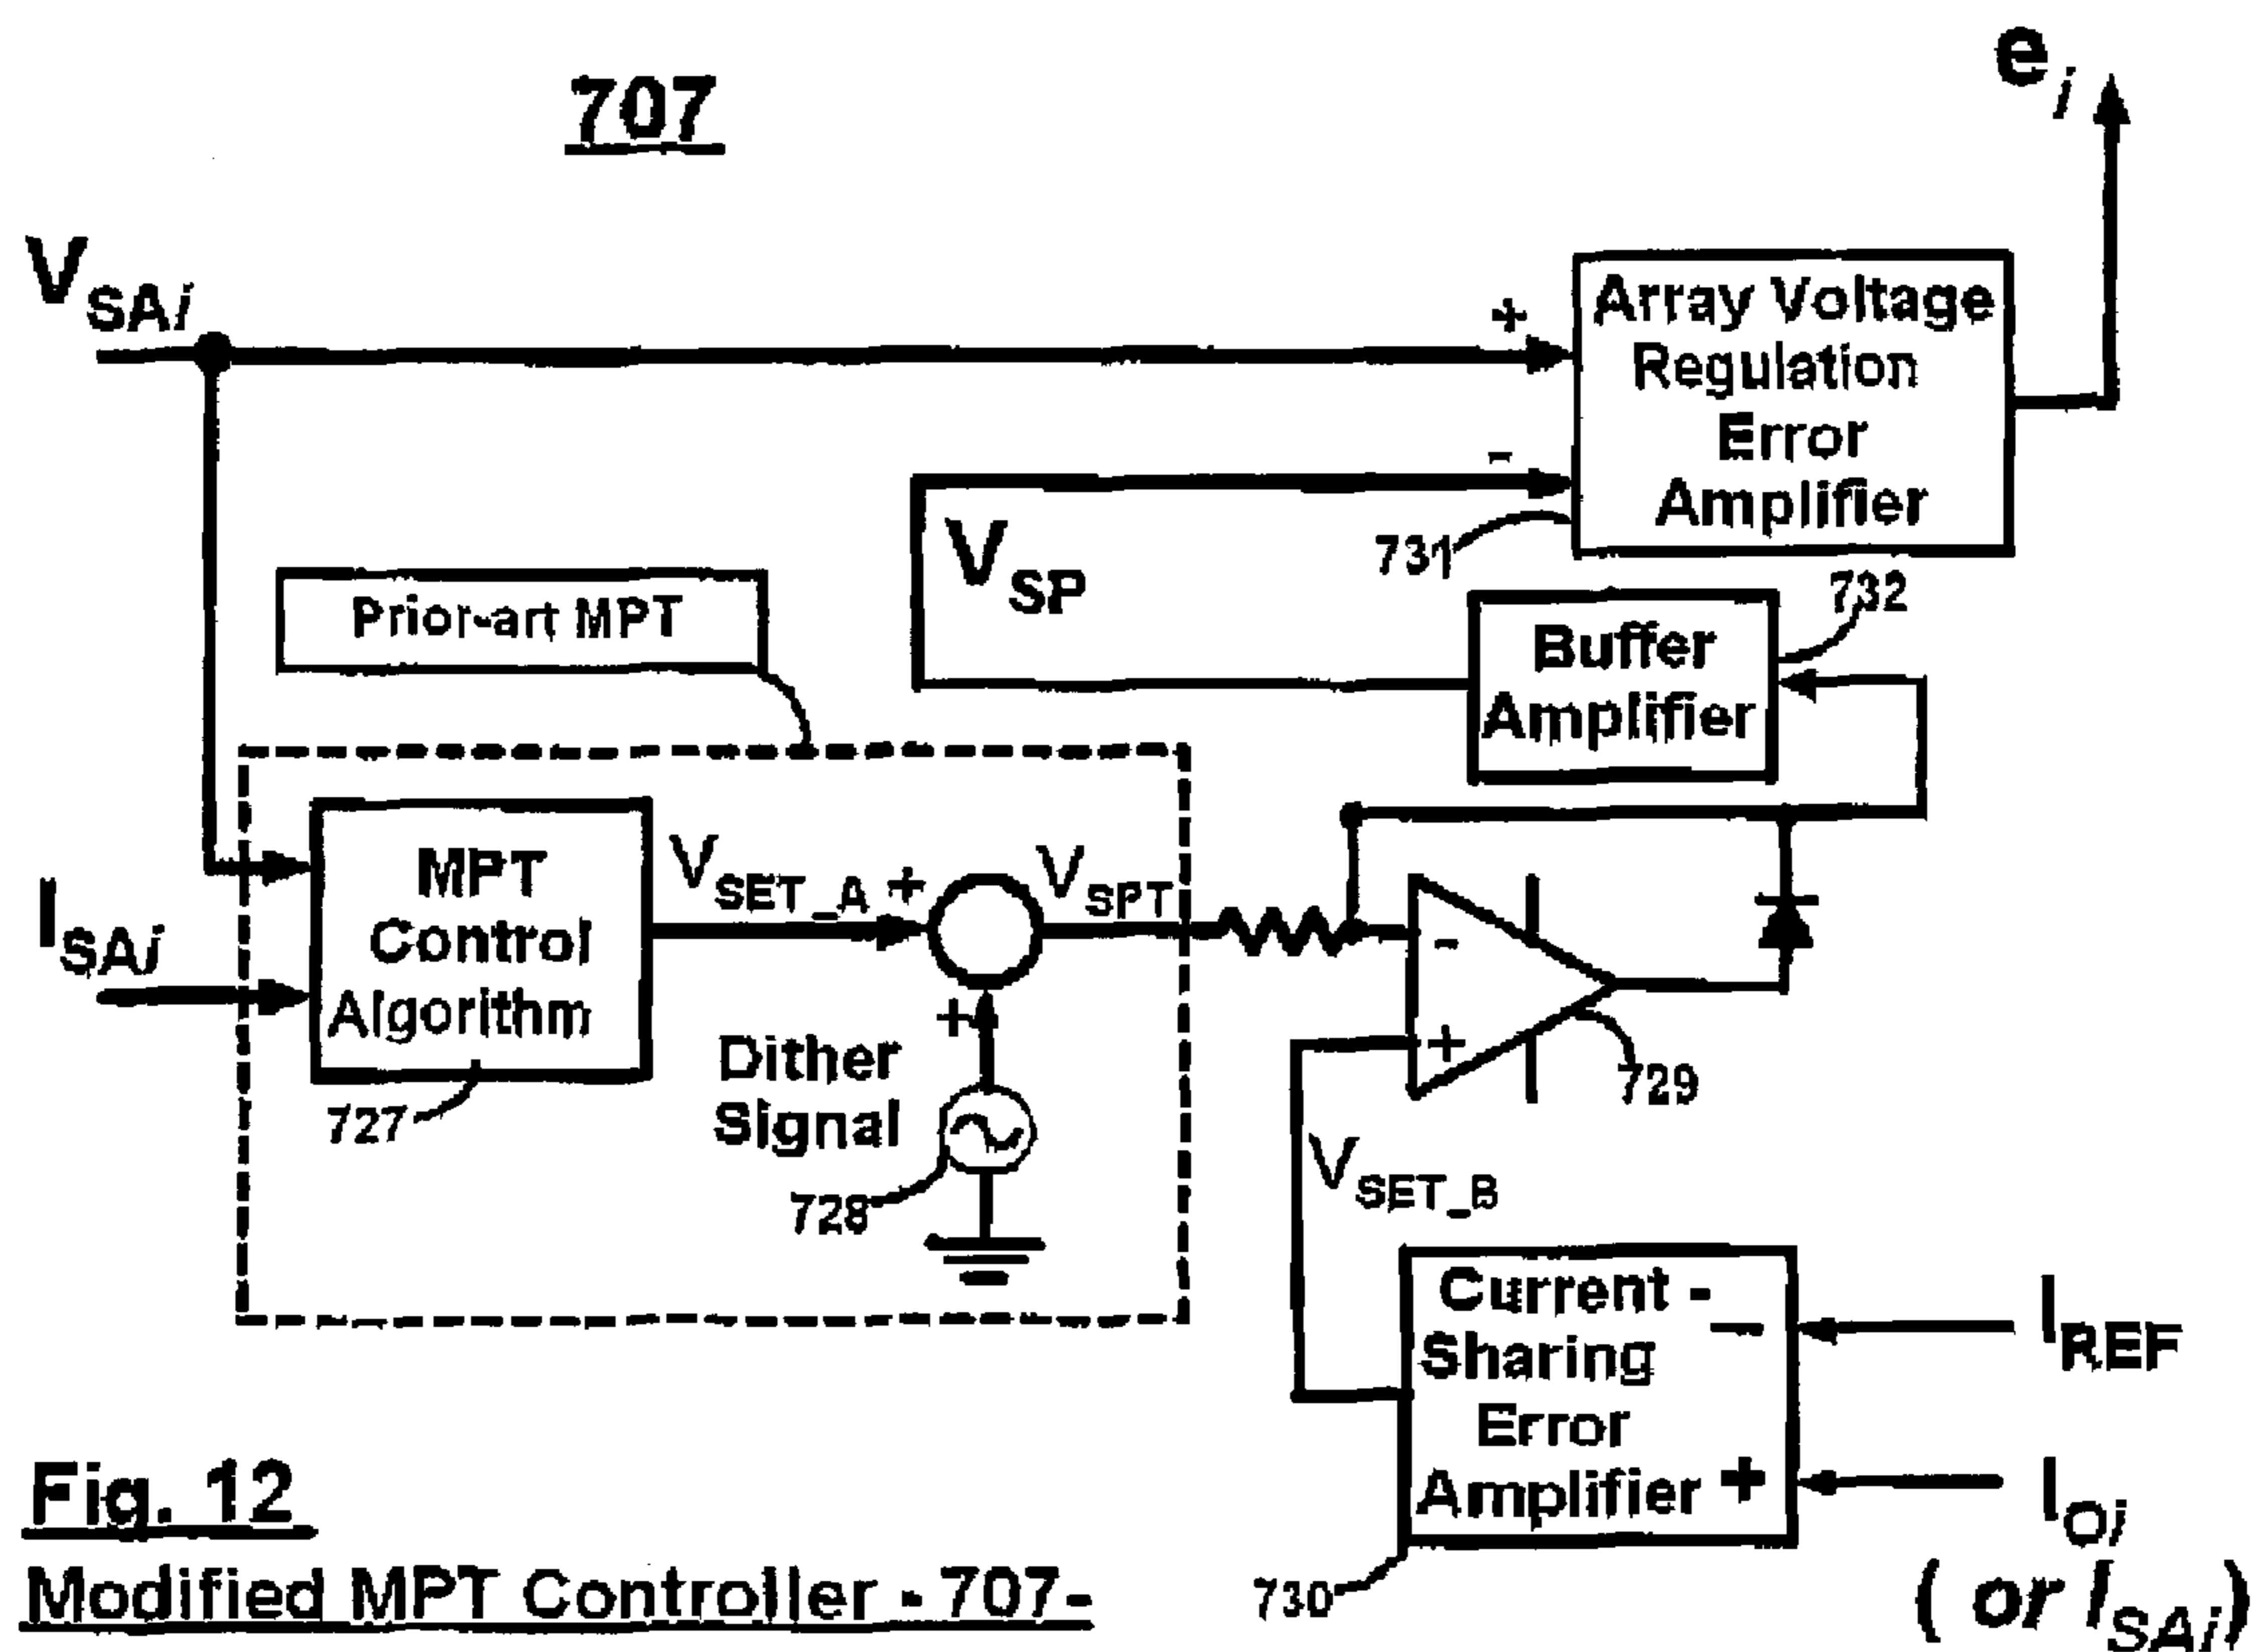 707
e_i
V_SAi
+
Array Voltage
Regulation
Error
Amplifier
-
731
V_SP
732
Prior-art MPT
Buffer
Amplifier
MPT
Control
Algorithm
V_SET_A
+
V_SPT
I_SAi
-
+
Dither
Signal
+
727
728
729
V_SET_B
Current -
Sharing
Error
Amplifier
-
+
I_REF
I_Oi
( or I_SAi)
730
Fig. 12
Modified MPT Controller - 707-